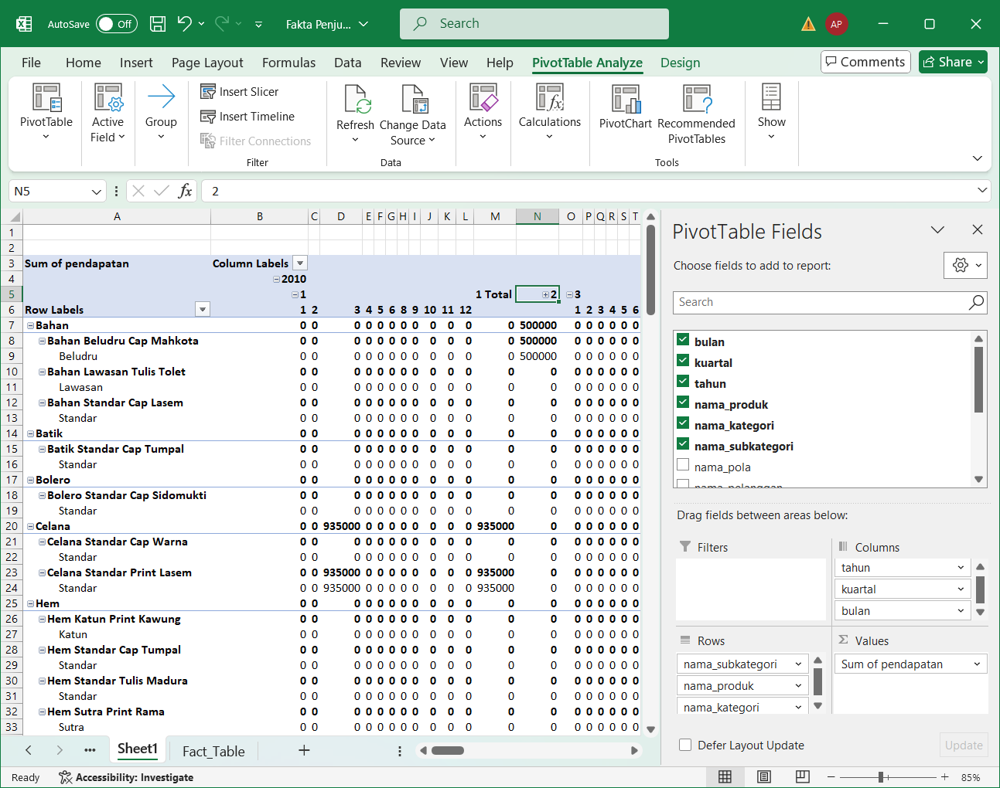 AutoSave Off Fakta Penju... Search AP
File Home Insert Page Layout Formulas Data Review View Help PivotTable Analyze Design Comments Share
PivotTable
Active Field
Group
Insert Slicer
Insert Timeline
Filter Connections
Filter
Refresh
Change Data Source
Data
Actions
Calculations
PivotChart
Recommended PivotTables
Tools
Show
N5 fx 2
A B C D E F G H I J K L M N O P Q R S T
1
2
3 Sum of pendapatan Column Labels
4 2010
5 1 1 Total 2 3
6 Row Labels 1 2 3 4 5 6 8 9 10 11 12 1 2 3 4 5 6
7 Bahan 0 0 0 0 0 0 0 0 0 0 0 0 500000 0 0 0 0 0 0
8 Bahan Beludru Cap Mahkota 0 0 0 0 0 0 0 0 0 0 0 0 500000 0 0 0 0 0 0
9 Beludru 0 0 0 0 0 0 0 0 0 0 0 0 500000 0 0 0 0 0 0
10 Bahan Lawasan Tulis Tolet 0 0 0 0 0 0 0 0 0 0 0 0 0 0 0 0 0 0 0
11 Lawasan 0 0 0 0 0 0 0 0 0 0 0 0 0 0 0 0 0 0 0
12 Bahan Standar Cap Lasem 0 0 0 0 0 0 0 0 0 0 0 0 0 0 0 0 0 0 0
13 Standar 0 0 0 0 0 0 0 0 0 0 0 0 0 0 0 0 0 0 0
14 Batik 0 0 0 0 0 0 0 0 0 0 0 0 0 0 0 0 0 0 0
15 Batik Standar Cap Tumpal 0 0 0 0 0 0 0 0 0 0 0 0 0 0 0 0 0 0 0
16 Standar 0 0 0 0 0 0 0 0 0 0 0 0 0 0 0 0 0 0 0
17 Bolero 0 0 0 0 0 0 0 0 0 0 0 0 0 0 0 0 0 0 0
18 Bolero Standar Cap Sidomukti 0 0 0 0 0 0 0 0 0 0 0 0 0 0 0 0 0 0 0
19 Standar 0 0 0 0 0 0 0 0 0 0 0 0 0 0 0 0 0 0 0
20 Celana 0 0 935000 0 0 0 0 0 0 0 0 935000 0 0 0 0 0 0 0
21 Celana Standar Cap Warna 0 0 0 0 0 0 0 0 0 0 0 0 0 0 0 0 0 0 0
22 Standar 0 0 0 0 0 0 0 0 0 0 0 0 0 0 0 0 0 0 0
23 Celana Standar Print Lasem 0 0 935000 0 0 0 0 0 0 0 0 935000 0 0 0 0 0 0 0
24 Standar 0 0 935000 0 0 0 0 0 0 0 0 935000 0 0 0 0 0 0 0
25 Hem 0 0 0 0 0 0 0 0 0 0 0 0 0 0 0 0 0 0 0
26 Hem Katun Print Kawung 0 0 0 0 0 0 0 0 0 0 0 0 0 0 0 0 0 0 0
27 Katun 0 0 0 0 0 0 0 0 0 0 0 0 0 0 0 0 0 0 0
28 Hem Standar Cap Tumpal 0 0 0 0 0 0 0 0 0 0 0 0 0 0 0 0 0 0 0
29 Standar 0 0 0 0 0 0 0 0 0 0 0 0 0 0 0 0 0 0 0
30 Hem Standar Tulis Madura 0 0 0 0 0 0 0 0 0 0 0 0 0 0 0 0 0 0 0
31 Standar 0 0 0 0 0 0 0 0 0 0 0 0 0 0 0 0 0 0 0
32 Hem Sutra Print Rama 0 0 0 0 0 0 0 0 0 0 0 0 0 0 0 0 0 0 0
33 Sutra 0 0 0 0 0 0 0 0 0 0 0 0 0 0 0 0 0 0 0
PivotTable Fields
Choose fields to add to report:
Search
bulan
kuartal
tahun
nama_produk
nama_kategori
nama_subkategori
nama_pola
nama_pelanggan
Drag fields between areas below:
Filters
Columns
tahun
kuartal
bulan
Rows
nama_subkategori
nama_produk
nama_kategori
Σ Values
Sum of pendapatan
Defer Layout Update Update
Sheet1 Fact_Table
Ready Accessibility: Investigate 85%